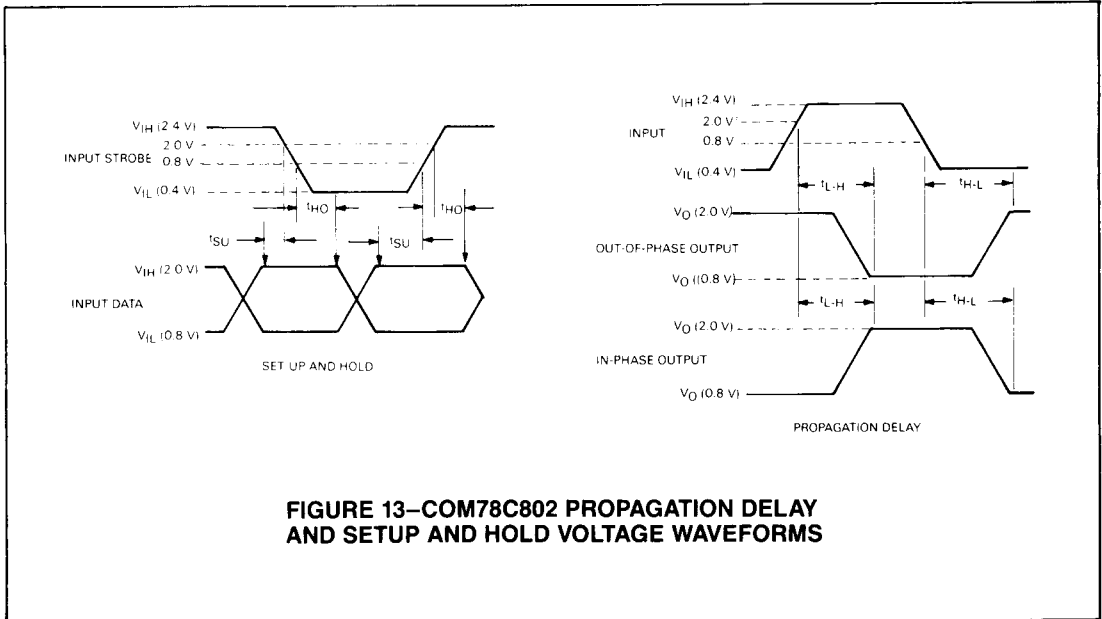 VIH (2.4 V)
2.0 V
INPUT STROBE 0.8 V
VIL (0.4 V)
tHO
tHO
tSU
tSU
VIH (2.0 V)
INPUT DATA
VIL (0.8 V)
SET UP AND HOLD
VIH (2.4 V)
2.0 V
INPUT
0.8 V
VIL (0.4 V)
tL-H
tH-L
VO (2.0 V)
OUT-OF-PHASE OUTPUT
VO ((0.8 V)
tL-H
tH-L
VO (2.0 V)
IN-PHASE OUTPUT
VO (0.8 V)
PROPAGATION DELAY
FIGURE 13–COM78C802 PROPAGATION DELAY
AND SETUP AND HOLD VOLTAGE WAVEFORMS